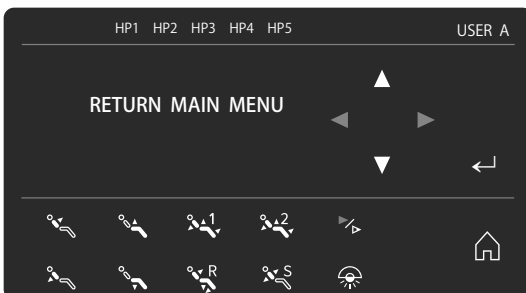 HP1 HP2 HP3 HP4 HP5 USER A
RETURN MAIN MENU
1 2
R S